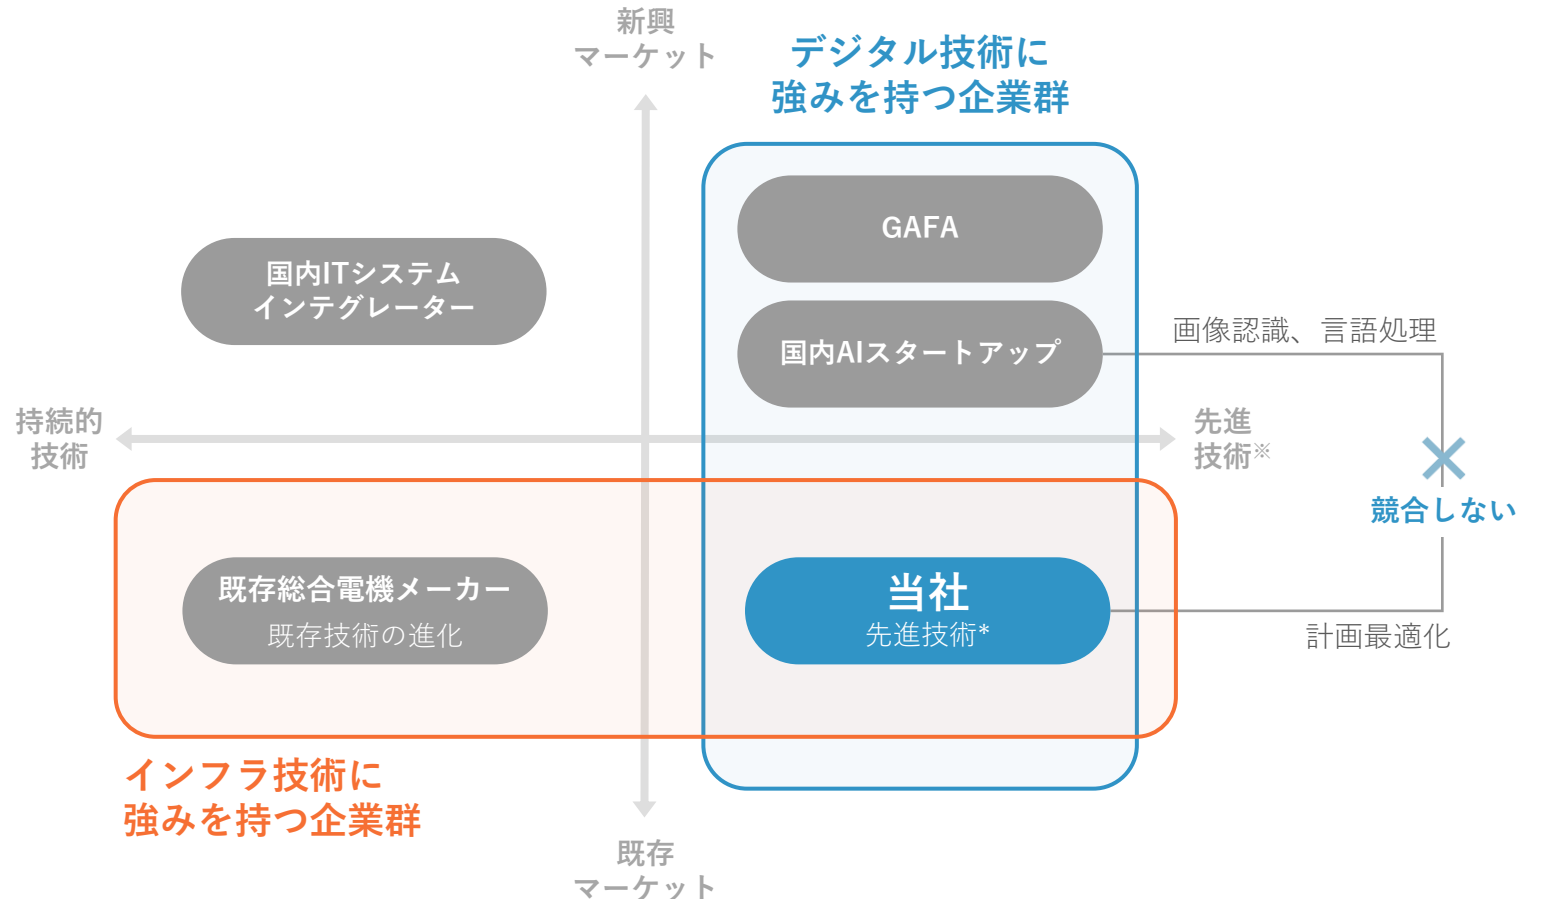 新興
マーケット
デジタル技術に
強みを持つ企業群
GAFA
国内ITシステム
インテグレーター
国内AIスタートアップ
画像認識、言語処理
持続的
技術
先進
技術※
競合しない
既存総合電機メーカー
既存技術の進化
当社
先進技術*
計画最適化
インフラ技術に
強みを持つ企業群
既存
マーケット